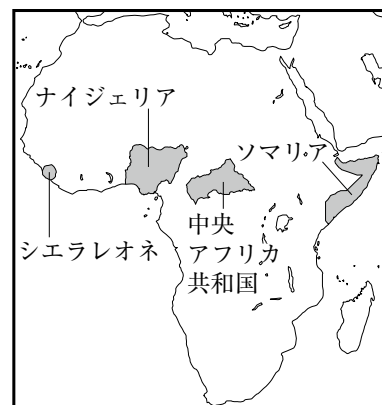 ナイジェリア
ソマリア
シエラレオネ
中央
アフリカ
共和国